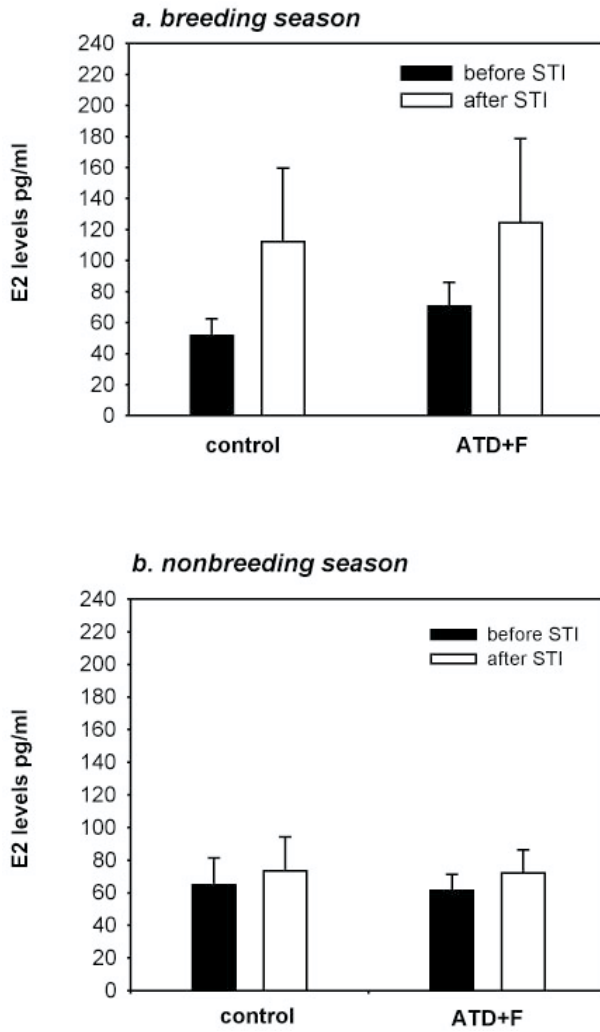 a. breeding season
240
220
200
180
160
140
120
100
80
60
40
20
0
E2 levels pg/ml
before STI
after STI
control ATD+F
b. nonbreeding season
240
220
200
180
160
140
120
100
80
60
40
20
0
E2 levels pg/ml
before STI
after STI
control ATD+F